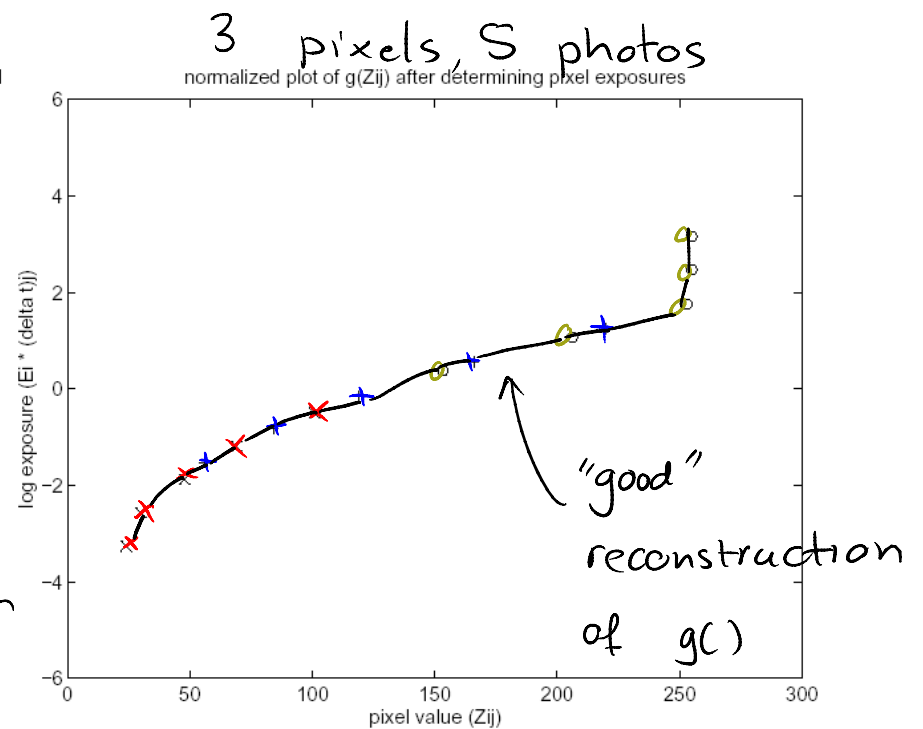 3 pixels, 5 photos
normalized plot of g(Zij) after determining pixel exposures
6
4
2
0
−2
−4
−6
log exposure (Ei * (delta t)j)
"good"
reconstruction
of g()
0 50 100 150 200 250 300
pixel value (Zij)